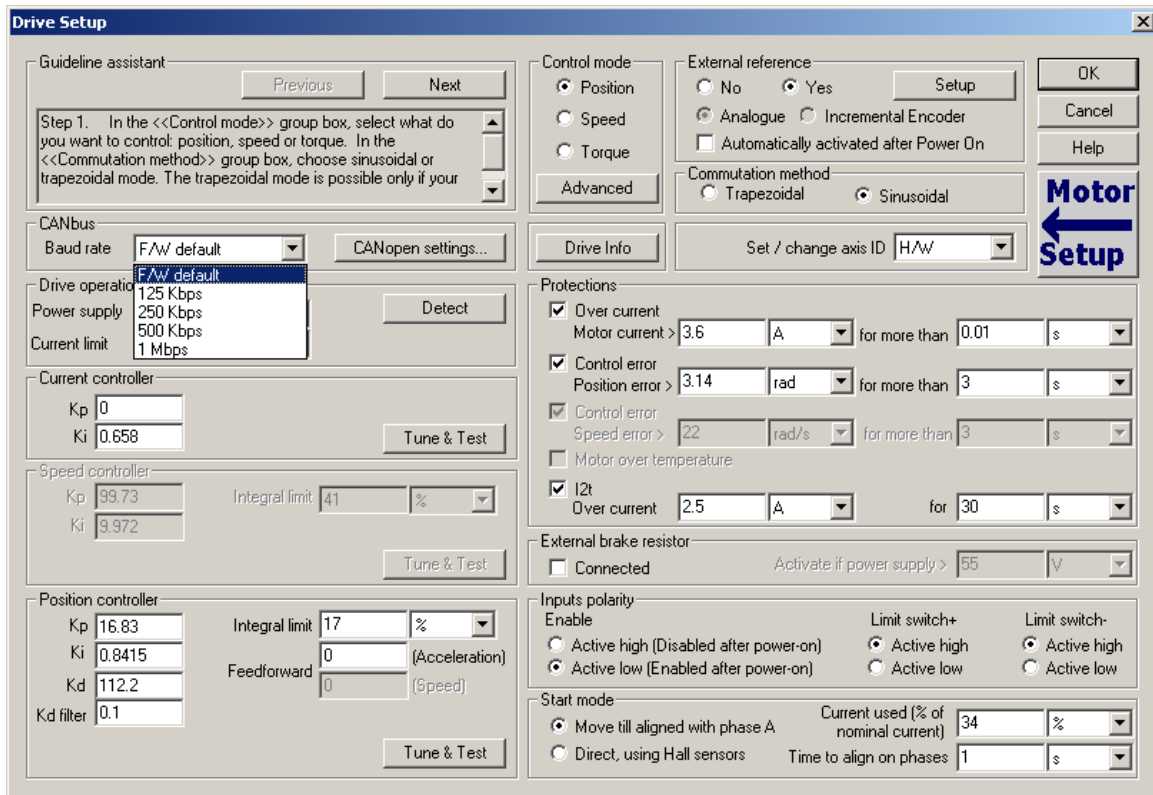 Drive Setup
Guideline assistant
Previous
Next
Step 1. In the <<Control mode>> group box, select what do
you want to control: position, speed or torque. In the
<<Commutation method>> group box, choose sinusoidal or
trapezoidal mode. The trapezoidal mode is possible only if your
Control mode
Position
Speed
Torque
Advanced
External reference
No
Yes
Setup
Analogue
Incremental Encoder
Automatically activated after Power On
Commutation method
Trapezoidal
Sinusoidal
OK
Cancel
Help
Motor
Setup
CANbus
Baud rate
F/W default
CANopen settings...
F/W default
125 Kbps
250 Kbps
500 Kbps
1 Mbps
Drive Info
Set / change axis ID
H/W
Drive operatio
Power supply
Detect
Current limit
Current controller
Kp
0
Ki
0.658
Tune & Test
Speed controller
Kp
99.73
Integral limit
41
%
Ki
9.972
Tune & Test
Position controller
Kp
16.83
Integral limit
17
%
Ki
0.8415
Feedforward
0
(Acceleration)
Kd
112.2
0
(Speed)
Kd filter
0.1
Tune & Test
Protections
Over current
Motor current >
3.6
A
for more than
0.01
s
Control error
Position error >
3.14
rad
for more than
3
s
Control error
Speed error >
22
rad/s
for more than
3
s
Motor over temperature
I2t
Over current
2.5
A
for
30
s
External brake resistor
Connected
Activate if power supply >
55
V
Inputs polarity
Enable
Active high (Disabled after power-on)
Active low (Enabled after power-on)
Limit switch+
Active high
Active low
Limit switch-
Active high
Active low
Start mode
Move till aligned with phase A
Direct, using Hall sensors
Current used (% of
nominal current)
34
%
Time to align on phases
1
s